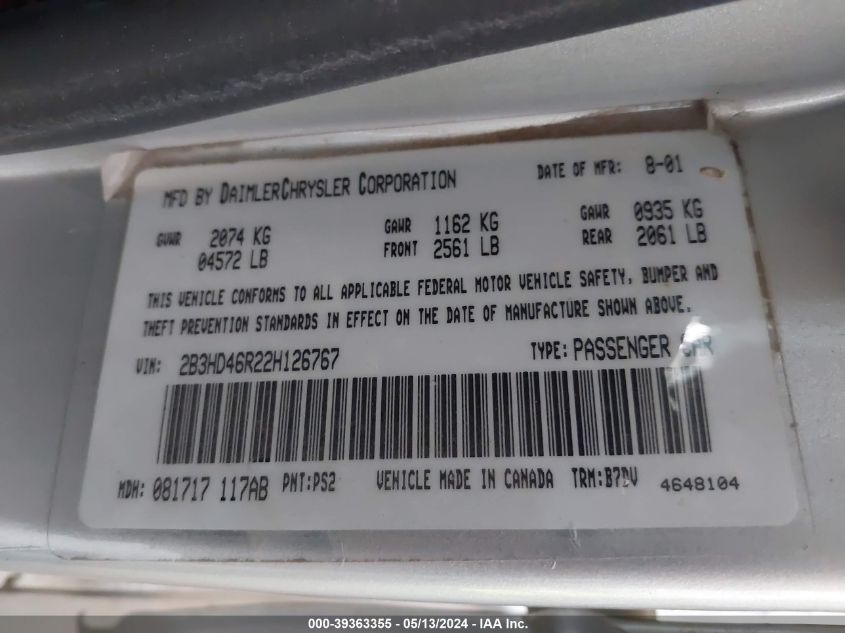 MFD BY DAIMLERCHRYSLER CORPORATION DATE OF MFR: 8-01
GVWR 2074 KG GAWR 1162 KG GAWR 0935 KG
04572 LB FRONT 2561 LB REAR 2061 LB
THIS VEHICLE CONFORMS TO ALL APPLICABLE FEDERAL MOTOR VEHICLE SAFETY, BUMPER AND
THEFT PREVENTION STANDARDS IN EFFECT ON THE DATE OF MANUFACTURE SHOWN ABOVE.
VIN: 2B3HD46R22H126767 TYPE: PASSENGER CAR
MDH: 081717 117AB PNT:PS2 VEHICLE MADE IN CANADA TRM:B7DV 4648104
000-39363355 - 05/13/2024 - IAA Inc.